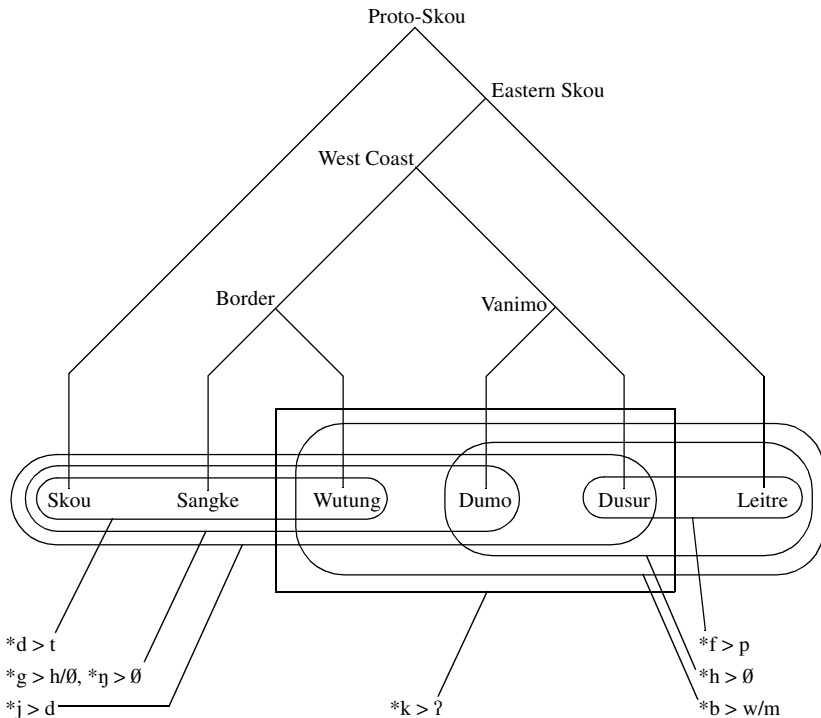 Proto-Skou
Eastern Skou
West Coast
Border
Vanimo
Skou Sangke Wutung Dumo Dusur Leitre
*d > t *f > p
*g > h/Ø, *ŋ > Ø *h > Ø
*j > d *k > ʔ *b > w/m